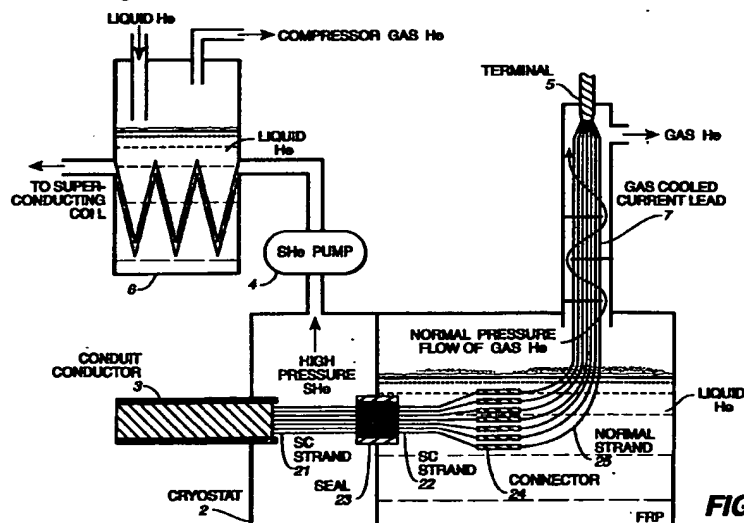 LIQUID He
COMPRESSOR GAS He
TERMINAL
5
LIQUID
He
GAS He
TO SUPER-
CONDUCTING
COIL
GAS COOLED
CURRENT LEAD
7
SHe PUMP
4
6
CONDUIT
CONDUCTOR
3
HIGH
PRESSURE
SHe
NORMAL PRESSURE
FLOW OF GAS He
LIQUID
He
SC
STRAND
21
SEAL
23
SC
STRAND
22
CONNECTOR
24
NORMAL
STRAND
25
CRYOSTAT
2
FRP
FIG